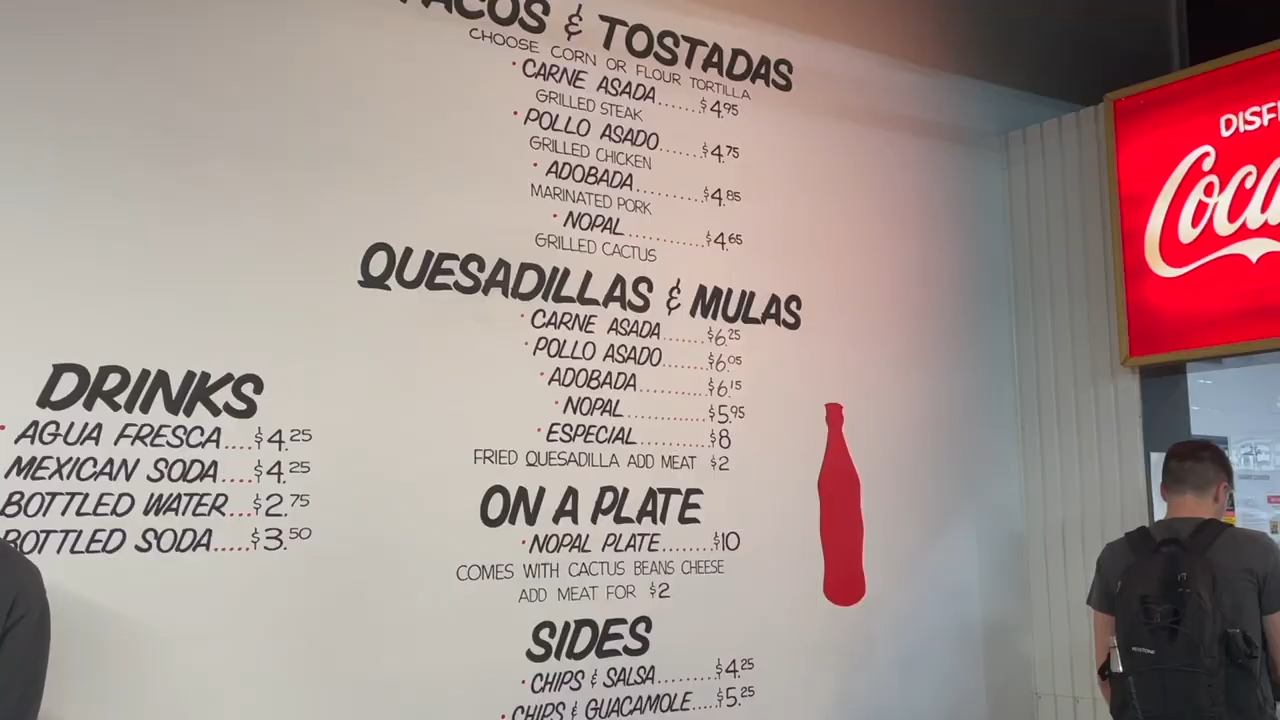 TACOS & TOSTADAS
CHOOSE CORN OR FLOUR TORTILLA
· CARNE ASADA......$4.95
GRILLED STEAK
· POLLO ASADO......$4.75
GRILLED CHICKEN
· ADOBADA..........$4.85
MARINATED PORK
· NOPAL...........$4.65
GRILLED CACTUS
QUESADILLAS & MULAS
· CARNE ASADA......$6.25
· POLLO ASADO......$6.05
· ADOBADA..........$6.15
· NOPAL............$5.95
· ESPECIAL..........$8
FRIED QUESADILLA ADD MEAT $2
ON A PLATE
· NOPAL PLATE........$10
COMES WITH CACTUS BEANS CHEESE
ADD MEAT FOR $2
SIDES
· CHIPS & SALSA........$4.25
· CHIPS & GUACAMOLE....$5.25
DRINKS
· AGUA FRESCA....$4.25
MEXICAN SODA....$4.25
BOTTLED WATER...$2.75
BOTTLED SODA.....$3.50